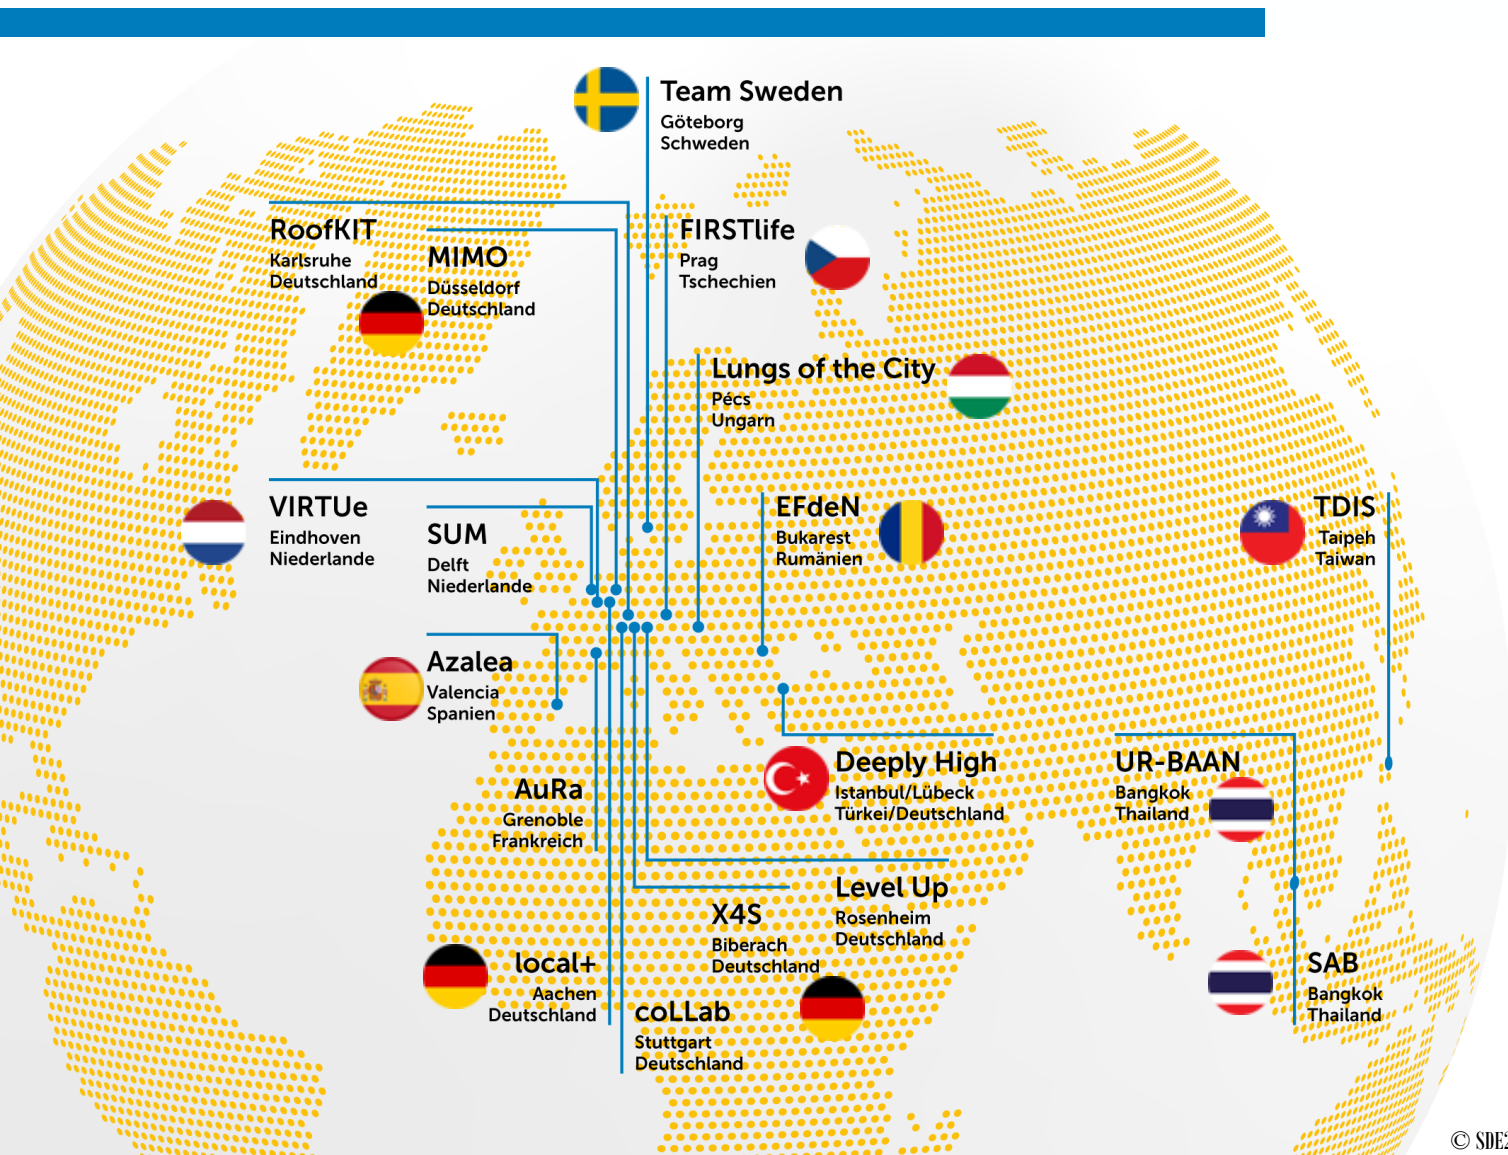 Team Sweden
Göteborg
Schweden
RoofKIT
Karlsruhe
Deutschland
MIMO
Düsseldorf
Deutschland
FIRSTlife
Prag
Tschechien
Lungs of the City
Pécs
Ungarn
VIRTUe
Eindhoven
Niederlande
SUM
Delft
Niederlande
EFdeN
Bukarest
Rumänien
TDIS
Taipeh
Taiwan
Azalea
Valencia
Spanien
AuRa
Grenoble
Frankreich
Deeply High
Istanbul/Lübeck
Türkei/Deutschland
UR-BAAN
Bangkok
Thailand
Level Up
Rosenheim
Deutschland
X4S
Biberach
Deutschland
local+
Aachen
Deutschland
coLLab
Stuttgart
Deutschland
SAB
Bangkok
Thailand
© SDE2